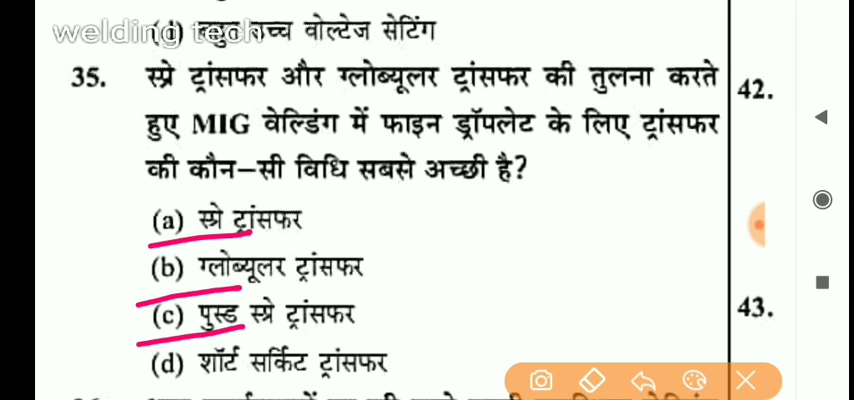 welding tech
(d) बहुत उच्च वोल्टेज सेटिंग
35. स्प्रे ट्रांसफर और ग्लोब्यूलर ट्रांसफर की तुलना करते
हुए MIG वेल्डिंग में फाइन ड्रॉपलेट के लिए ट्रांसफर
की कौन–सी विधि सबसे अच्छी है?
(a) स्प्रे ट्रांसफर
(b) ग्लोब्यूलर ट्रांसफर
(c) पुस्ड स्प्रे ट्रांसफर
(d) शॉर्ट सर्किट ट्रांसफर
42.
43.